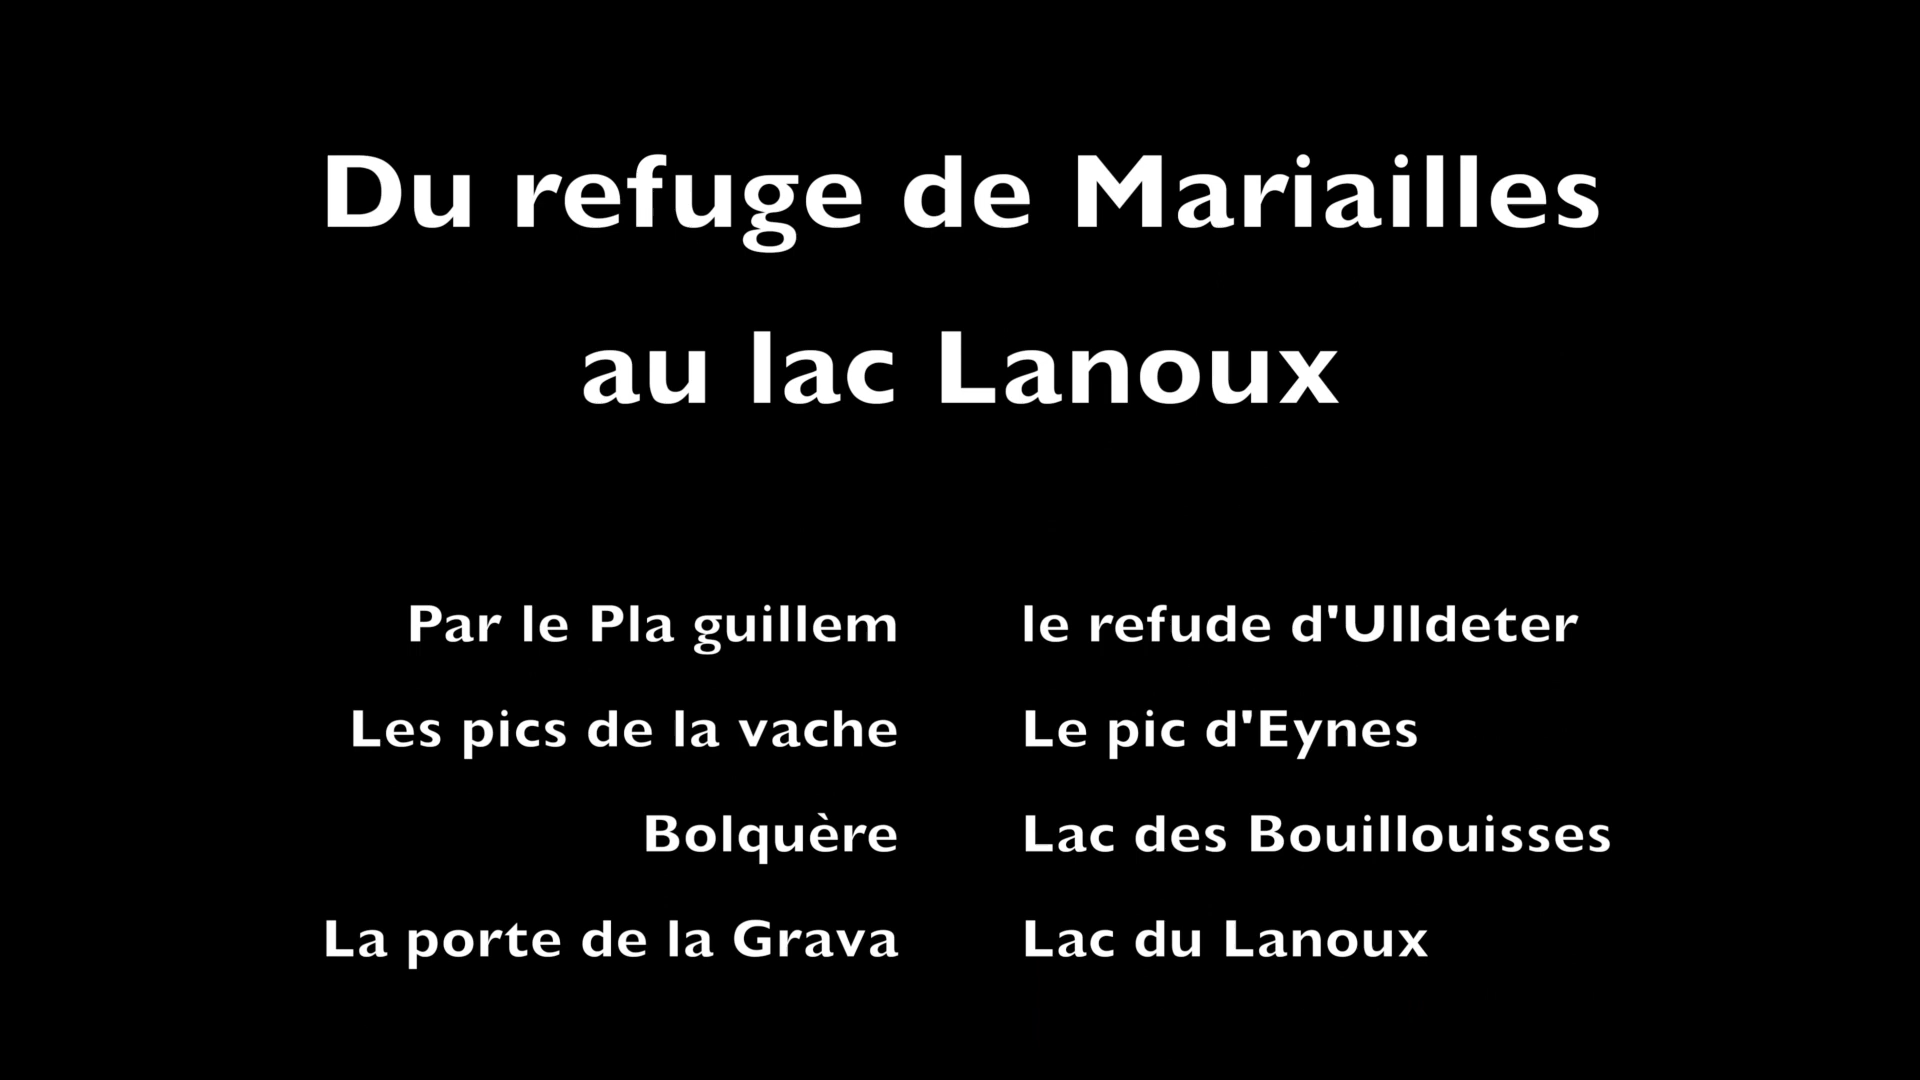 Du refuge de Mariailles
au lac Lanoux
Par le Pla guillem le refude d'Ulldeter
Les pics de la vache Le pic d'Eynes
Bolquère Lac des Bouillouisses
La porte de la Grava Lac du Lanoux